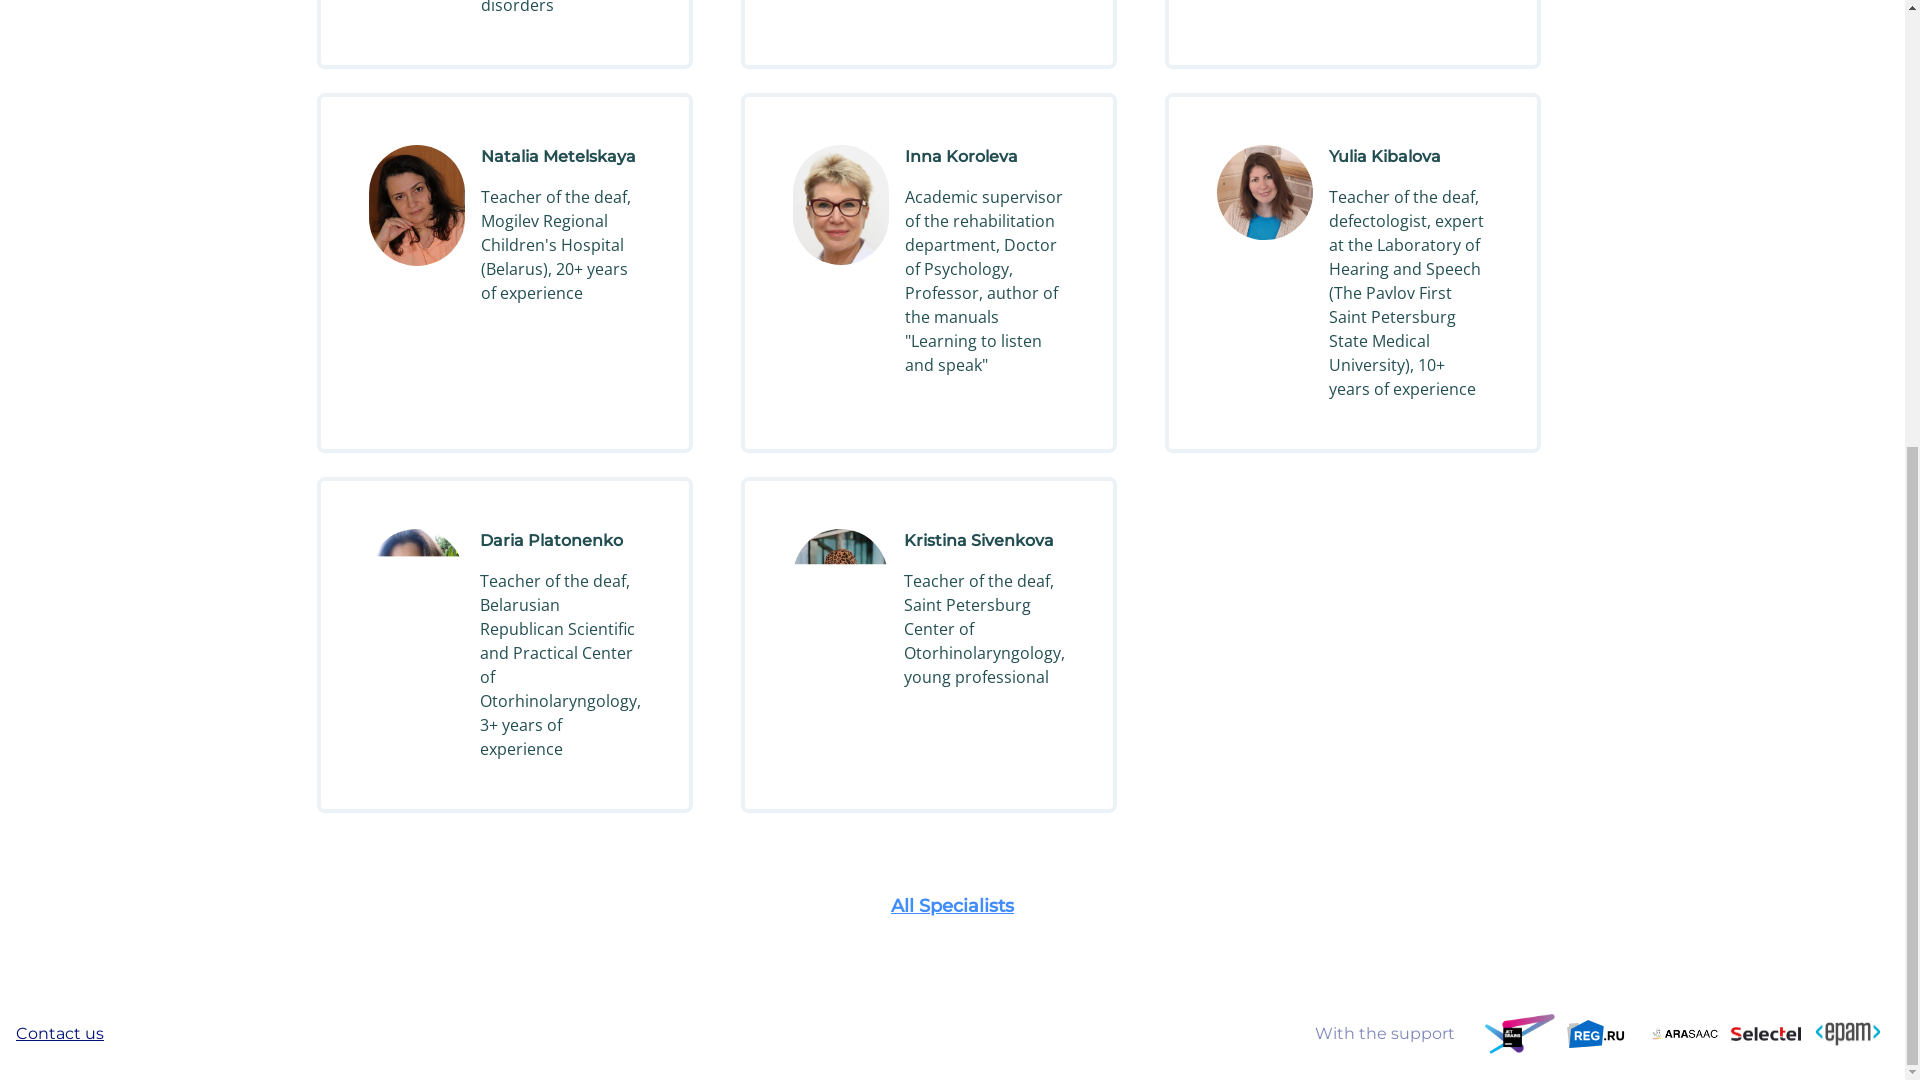 disorders
Natalia Metelskaya
Teacher of the deaf,
Mogilev Regional
Children's Hospital
(Belarus), 20+ years
of experience
Inna Koroleva
Academic supervisor
of the rehabilitation
department, Doctor
of Psychology,
Professor, author of
the manuals
"Learning to listen
and speak"
Yulia Kibalova
Teacher of the deaf,
defectologist, expert
at the Laboratory of
Hearing and Speech
(The Pavlov First
Saint Petersburg
State Medical
University), 10+
years of experience
Daria Platonenko
Teacher of the deaf,
Belarusian
Republican Scientific
and Practical Center
of
Otorhinolaryngology,
3+ years of
experience
Kristina Sivenkova
Teacher of the deaf,
Saint Petersburg
Center of
Otorhinolaryngology,
young professional
All Specialists
Contact us
With the support
JET
BRAINS
REG.RU
ARASAAC
Selectel
<epam>